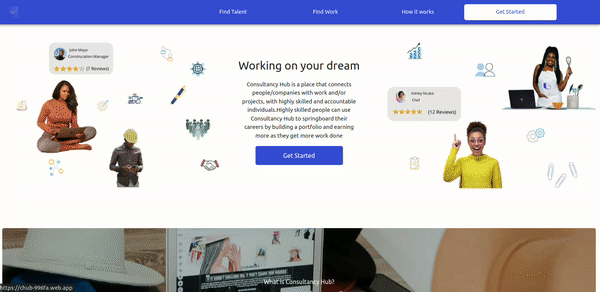 Find Talent
Find Work
How it works
Get Started
John Moyo
Construcation Manager
(7 Reviews)
Working on your dream
Consultancy Hub is a place that connects
people/companies with work and/or
projects, with highly skilled and accountable
individuals.Highly skilled people can use
Consultancy Hub to springboard their
careers by building a portfolio and earning
more as they get more work done
Get Started
Ashley Ncube
Chef
(12 Reviews)
What is Consultancy Hub?
https://chub-996fa.web.app